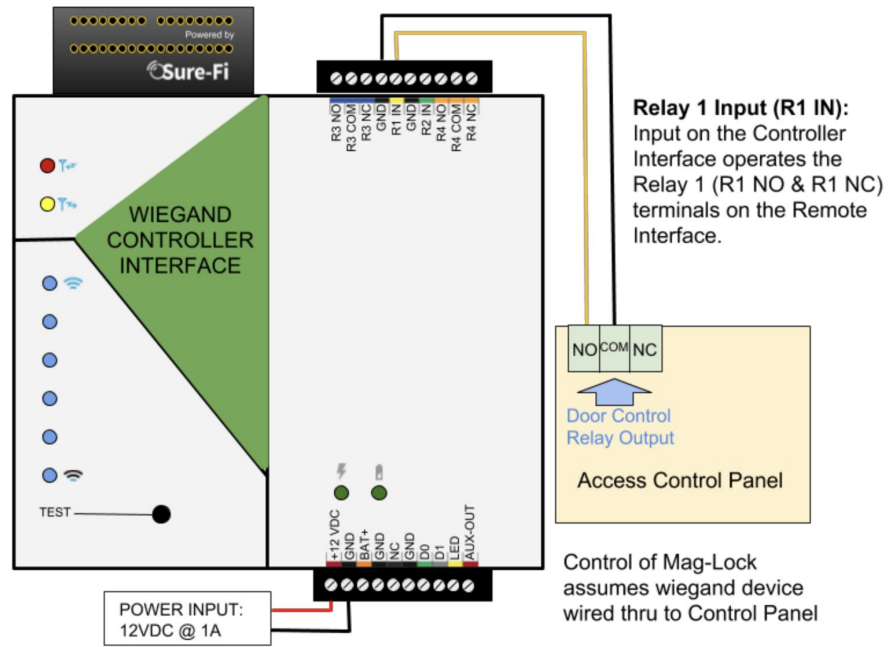 Powered by
Sure-Fi
R3 NO
R3 COM
R3 NC
GND
R1 IN
GND
R2 IN
R4 NO
R4 COM
R4 NC
WIEGAND
CONTROLLER
INTERFACE
Relay 1 Input (R1 IN):
Input on the Controller
Interface operates the
Relay 1 (R1 NO & R1 NC)
terminals on the Remote
Interface.
NO COM NC
Door Control
Relay Output
Access Control Panel
TEST
+12 VDC
GND
BAT+
GND
NC
GND
D0
D1
LED
AUX-OUT
POWER INPUT:
12VDC @ 1A
Control of Mag-Lock
assumes wiegand device
wired thru to Control Panel